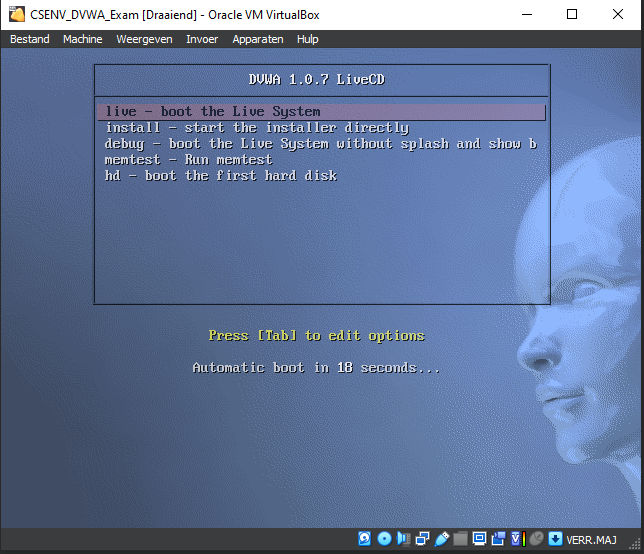 CSENV_DVWA_Exam [Draaiend] - Oracle VM VirtualBox
Bestand Machine Weergeven Invoer Apparaten Hulp
DVWA 1.0.7 LiveCD
live - boot the Live System
install - start the installer directly
debug - boot the Live System without splash and show b
memtest - Run memtest
hd - boot the first hard disk
Press [Tab] to edit options
Automatic boot in 18 seconds...
VERR.MAJ